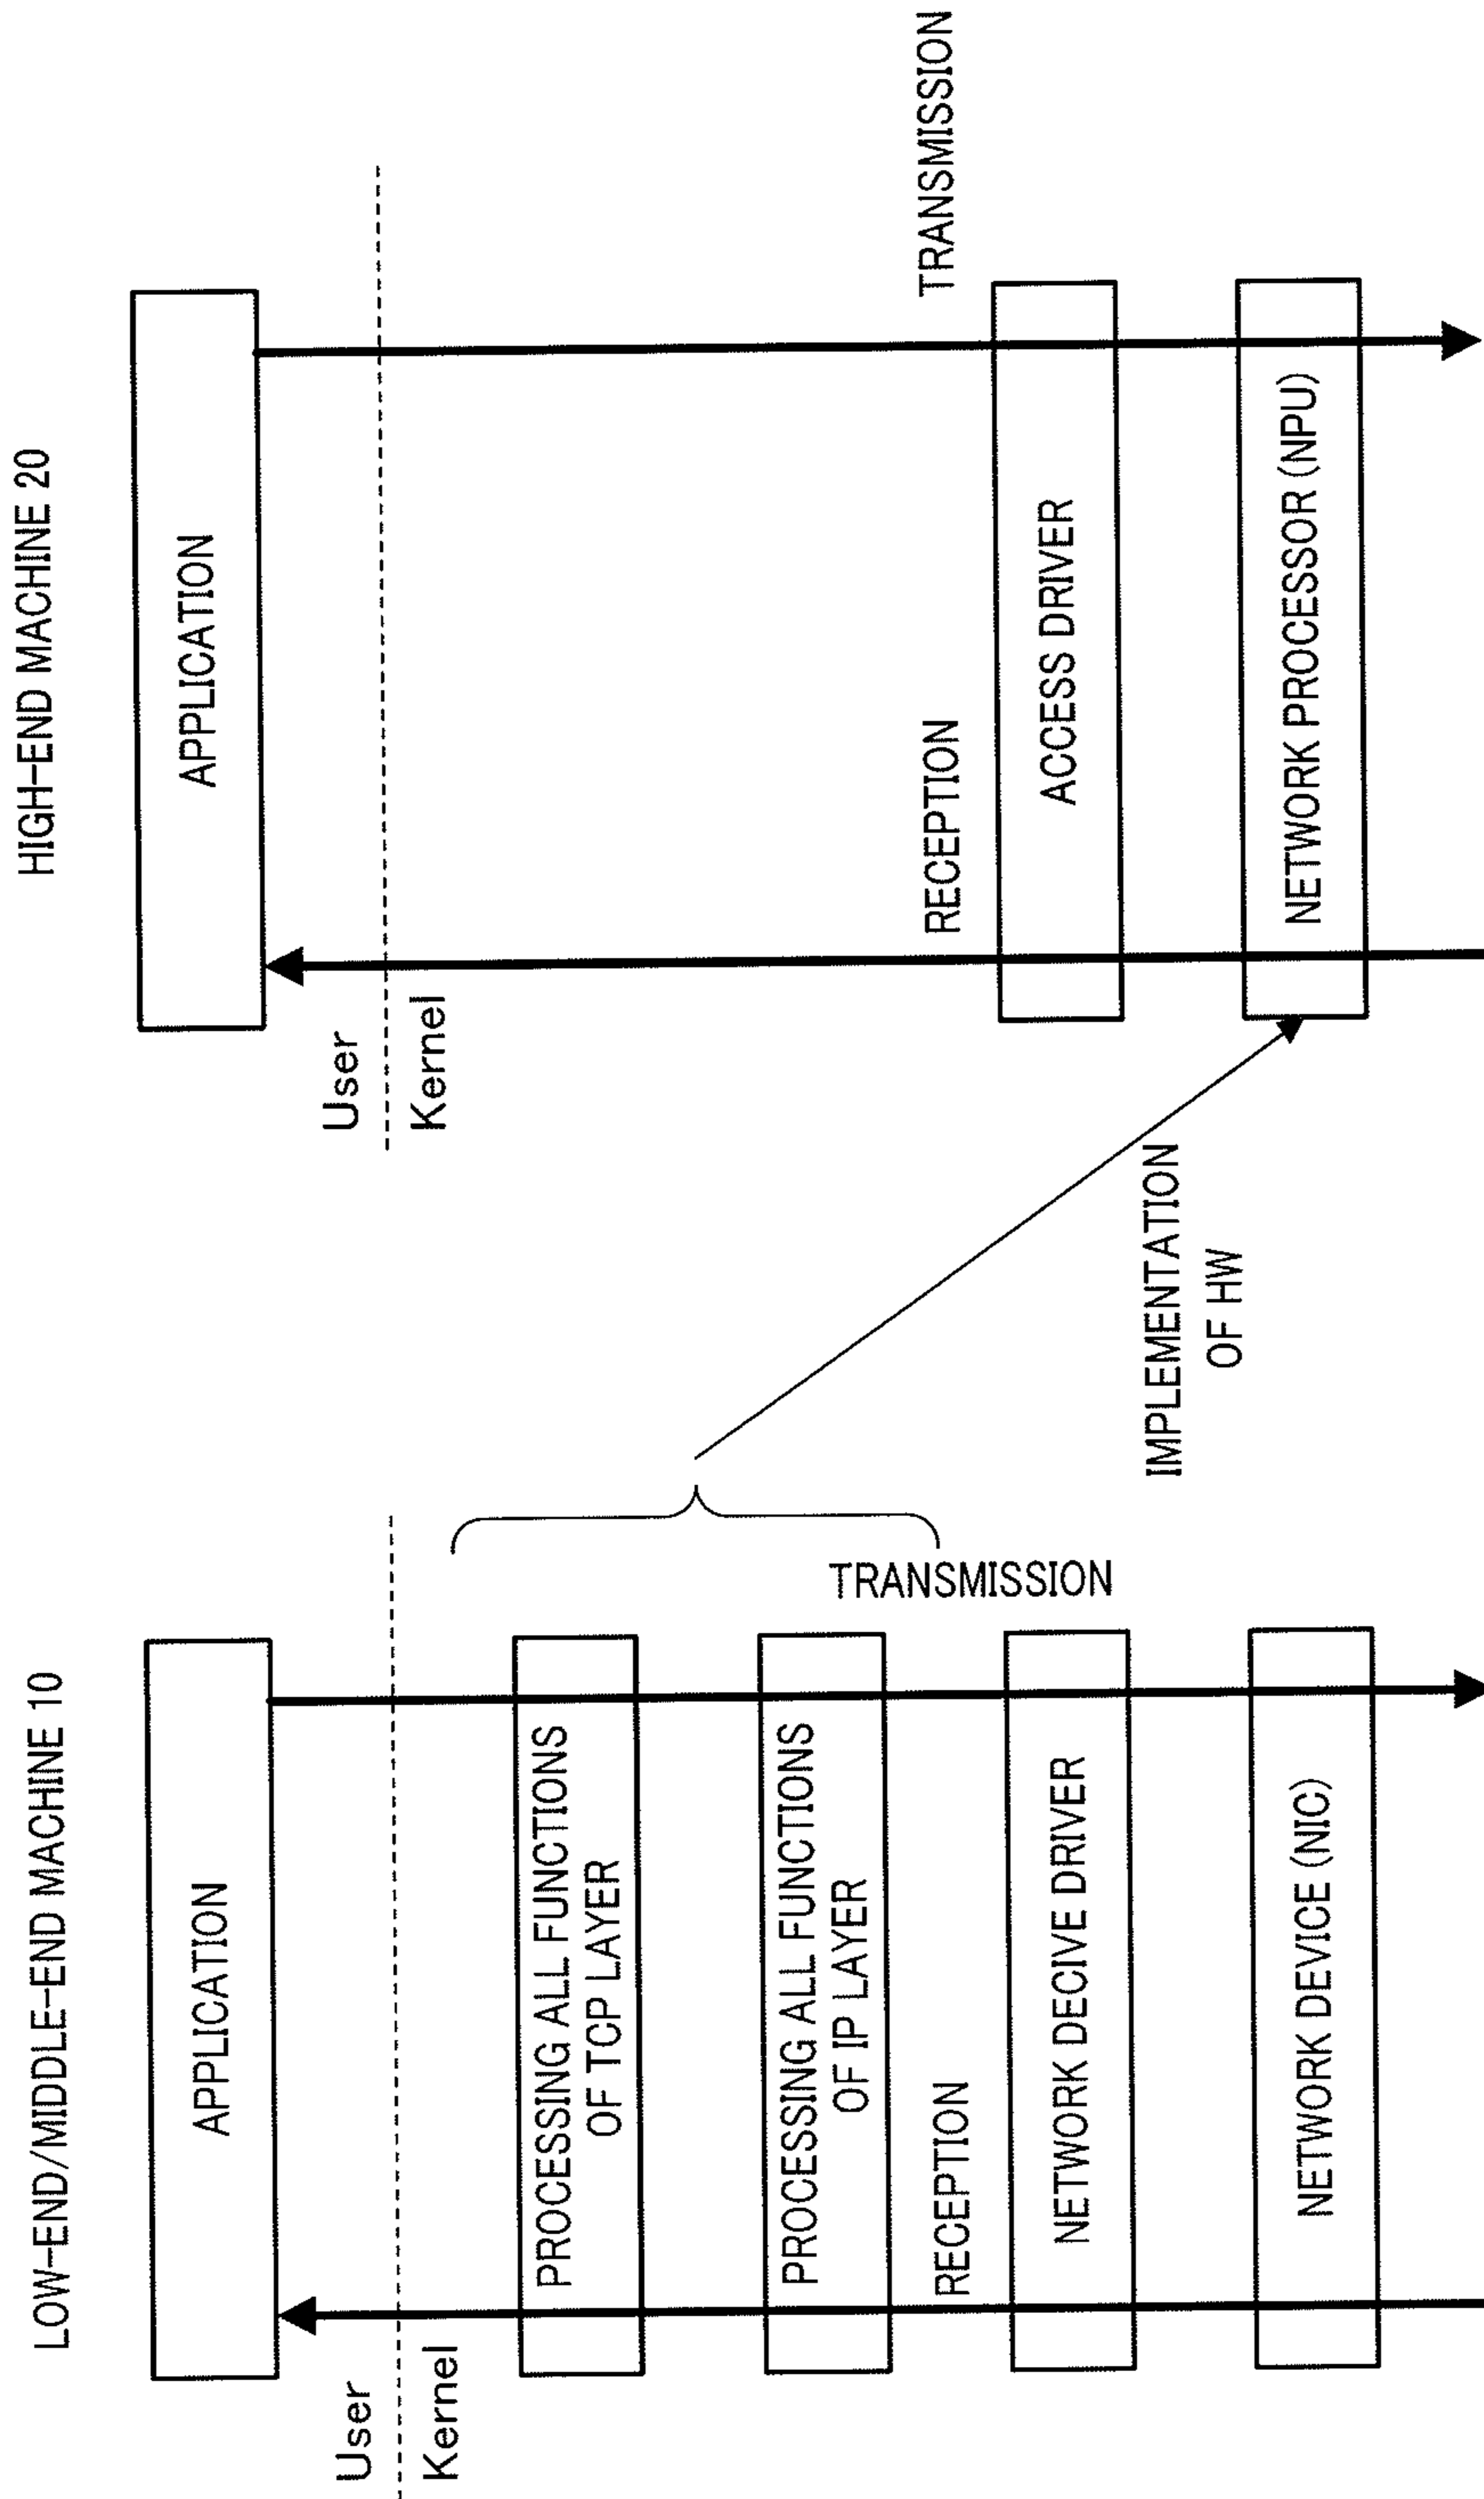 LOW-END/MIDDLE-END MACHINE 10
APPLICATION
User
Kernel
PROCESSING ALL FUNCTIONS
OF TCP LAYER
PROCESSING ALL FUNCTIONS
OF IP LAYER
RECEPTION
TRANSMISSION
NETWORK DECIVE DRIVER
NETWORK DEVICE (NIC)
IMPLEMENTATION
OF HW
HIGH-END MACHINE 20
APPLICATION
User
Kernel
RECEPTION
TRANSMISSION
ACCESS DRIVER
NETWORK PROCESSOR (NPU)